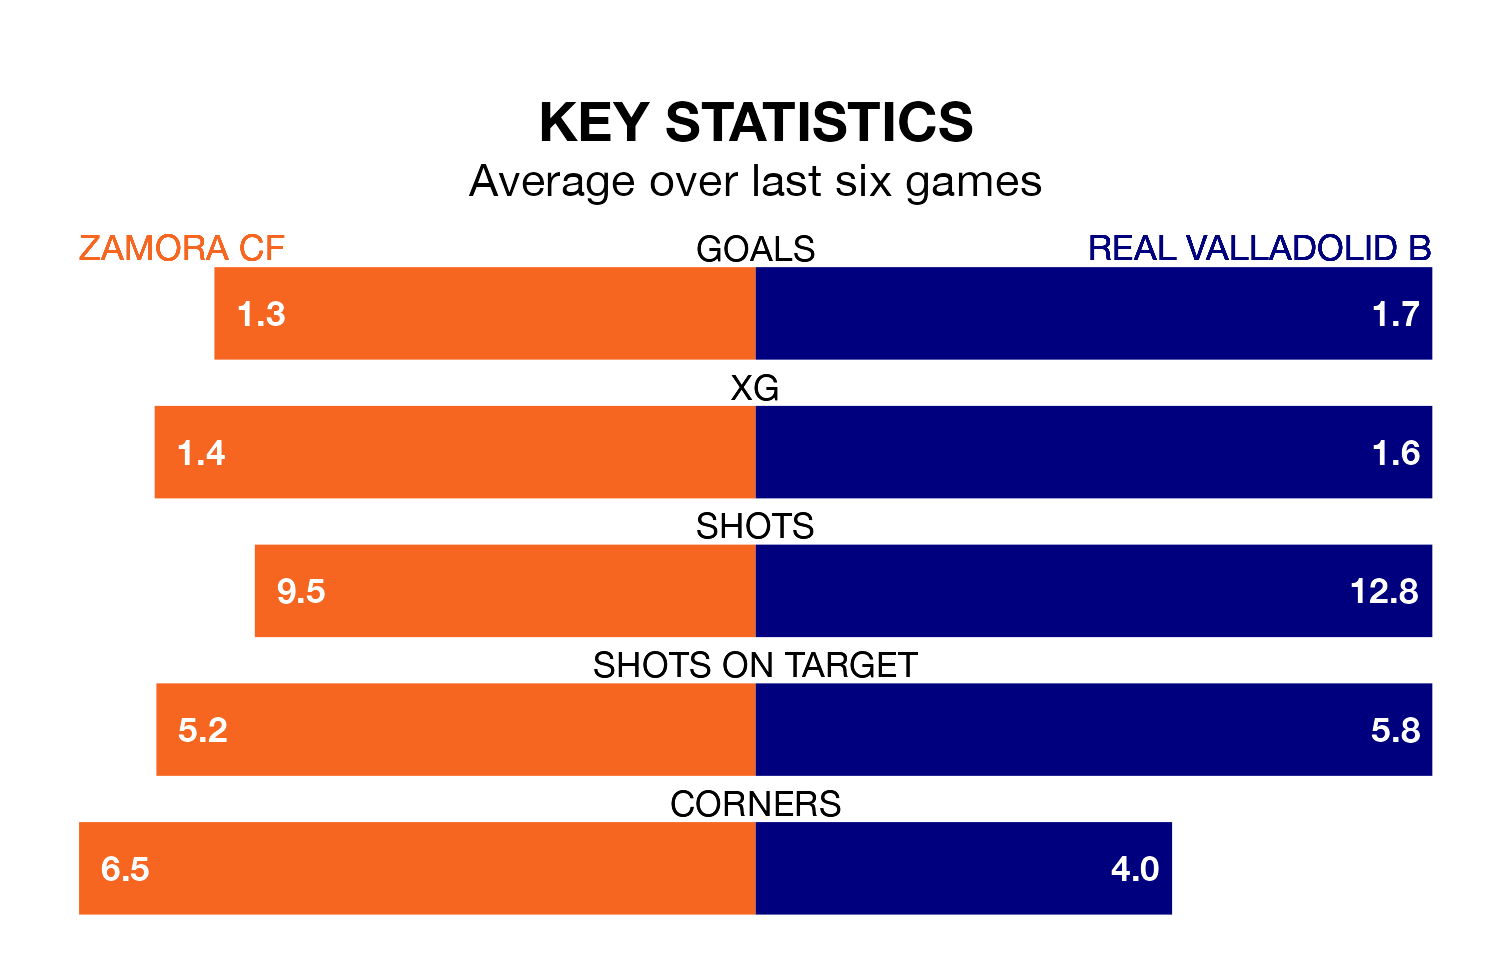 KEY STATISTICS
Average over last six games
ZAMORA CF GOALS REAL VALLADOLID B
1.3 1.7
XG
1.4 1.6
SHOTS
9.5 12.8
SHOTS ON TARGET
5.2 5.8
CORNERS
6.5 4.0